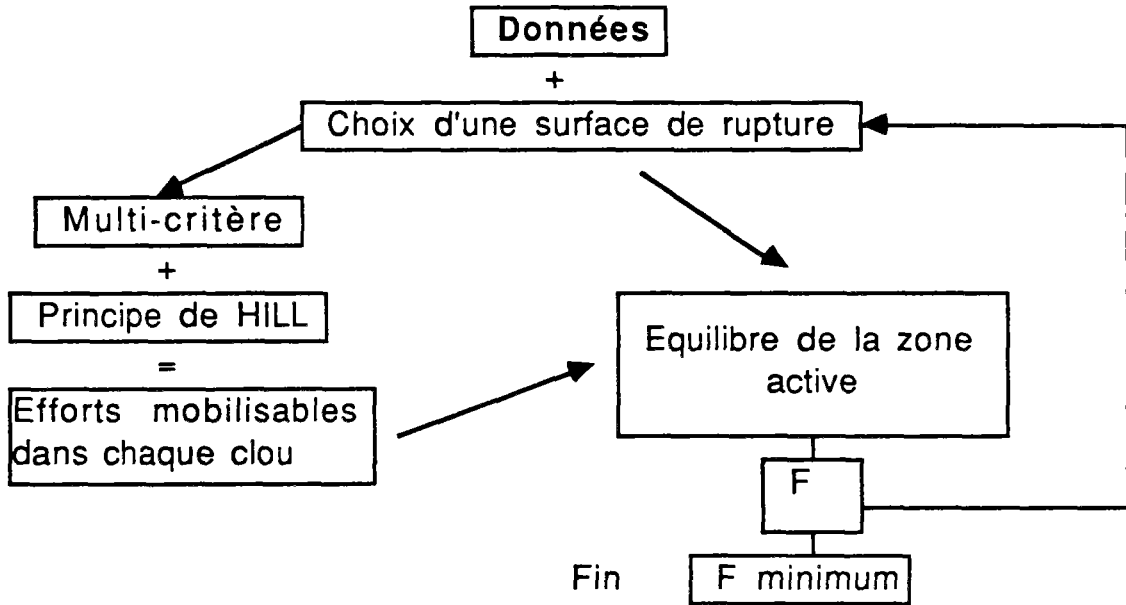 Données
+
Choix d'une surface de rupture
Multi-critère
+
Principe de HILL
=
Efforts mobilisables
dans chaque clou
Equilibre de la zone
active
F
Fin
F minimum